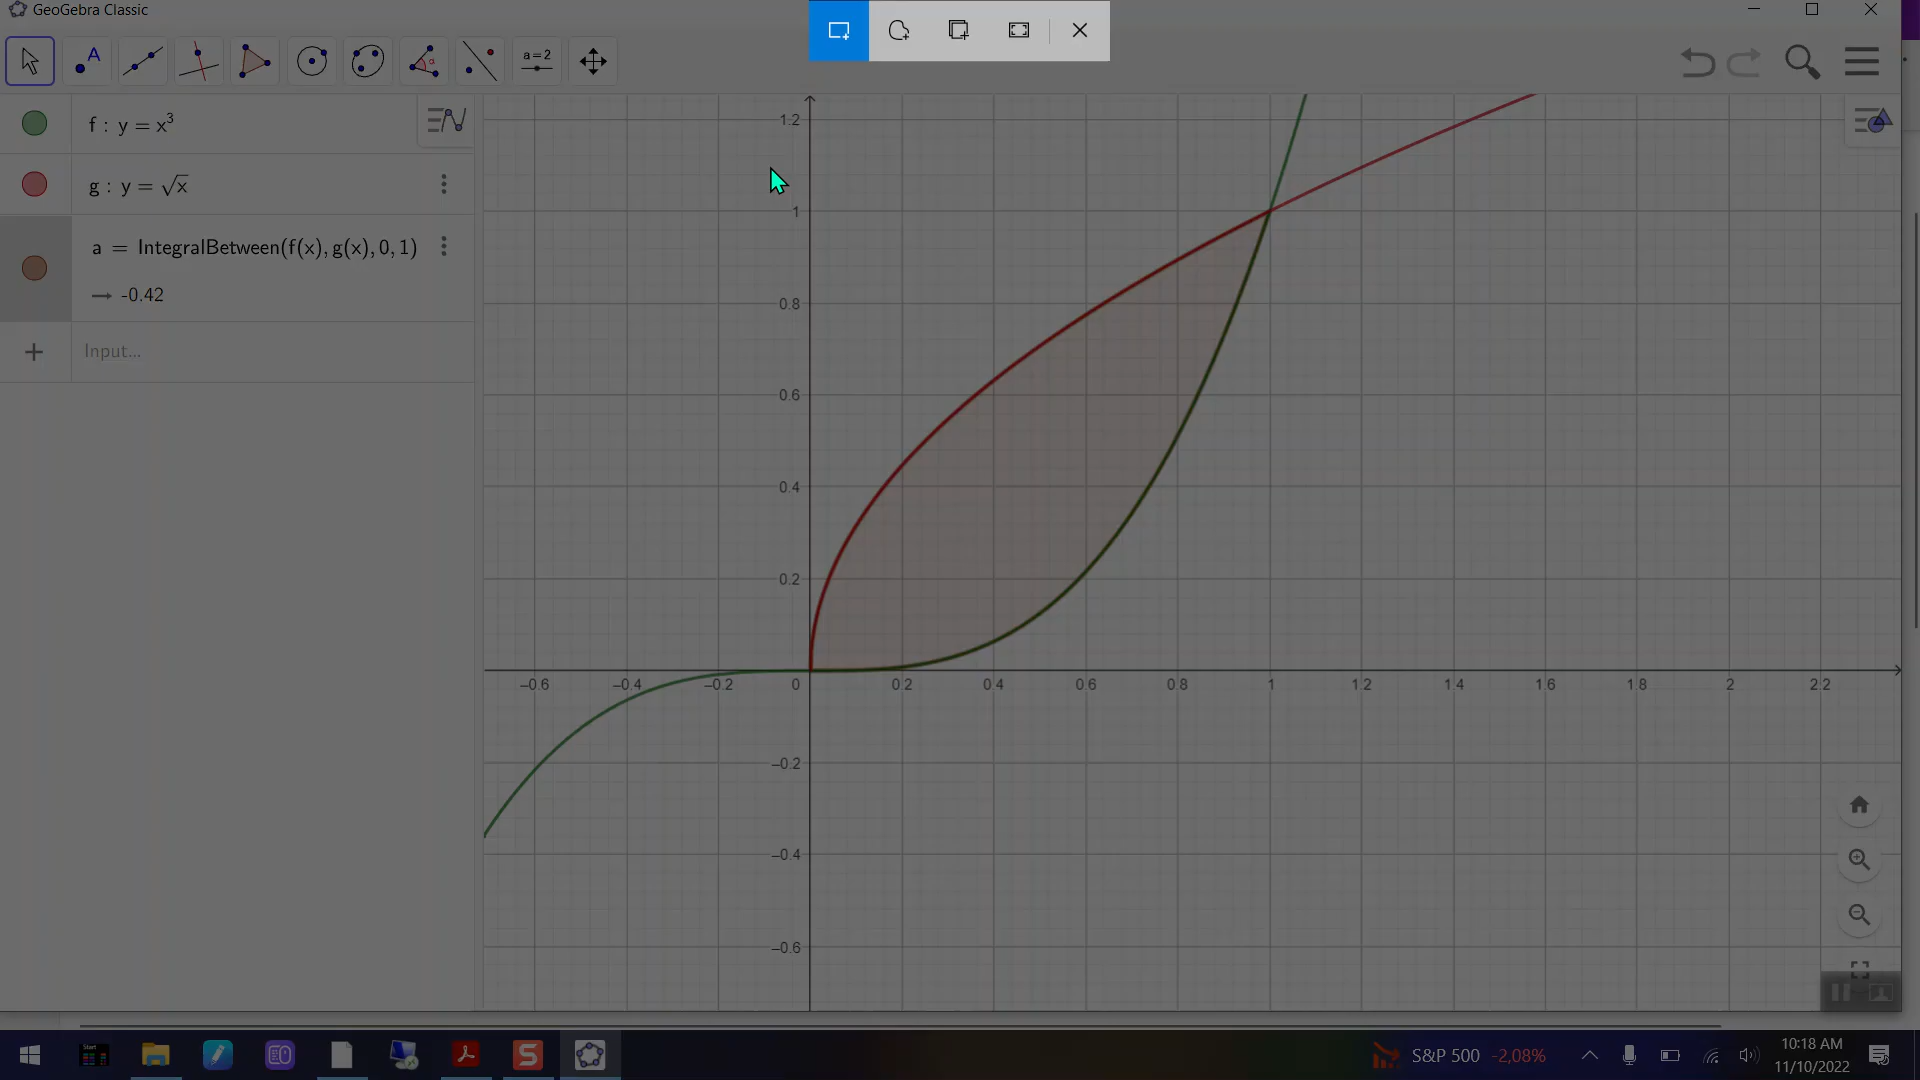 GeoGebra Classic
A
α
a=2
f : y = x³
g : y = √x
a = IntegralBetween(f(x), g(x), 0, 1)
→ -0.42
+ Input...
1.2
1
0.8
0.6
0.4
0.2
–0.6 –0.4 –0.2 0 0.2 0.4 0.6 0.8 1 1.2 1.4 1.6 1.8 2 2.2
–0.2
–0.4
–0.6
Start
S&P 500 -2,08%
10:18 AM
11/10/2022